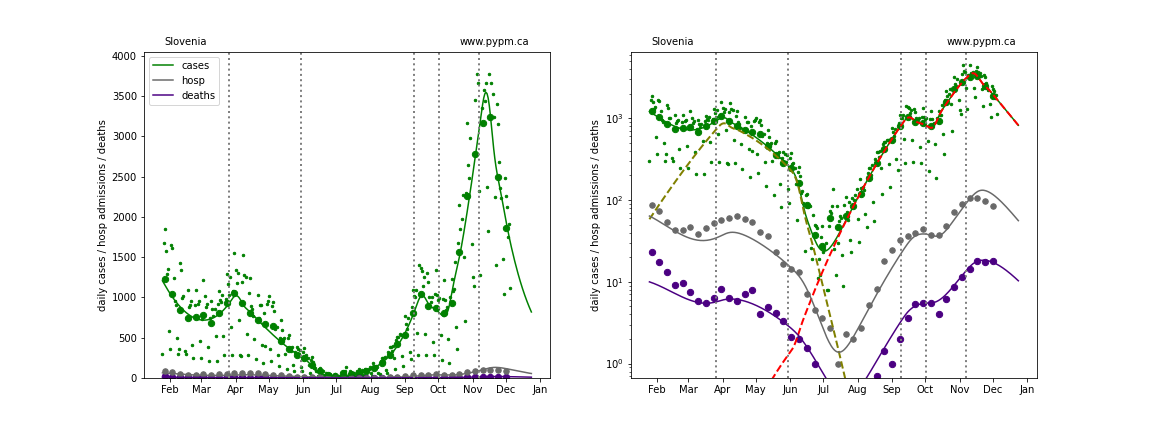 Slovenia www.pypm.ca
daily cases / hosp admissions / deaths
4000
3500
3000
2500
2000
1500
1000
500
0
cases
hosp
deaths
Feb Mar Apr May Jun Jul Aug Sep Oct Nov Dec Jan
Slovenia www.pypm.ca
daily cases / hosp admissions / deaths
10³
10²
10¹
10⁰
Feb Mar Apr May Jun Jul Aug Sep Oct Nov Dec Jan